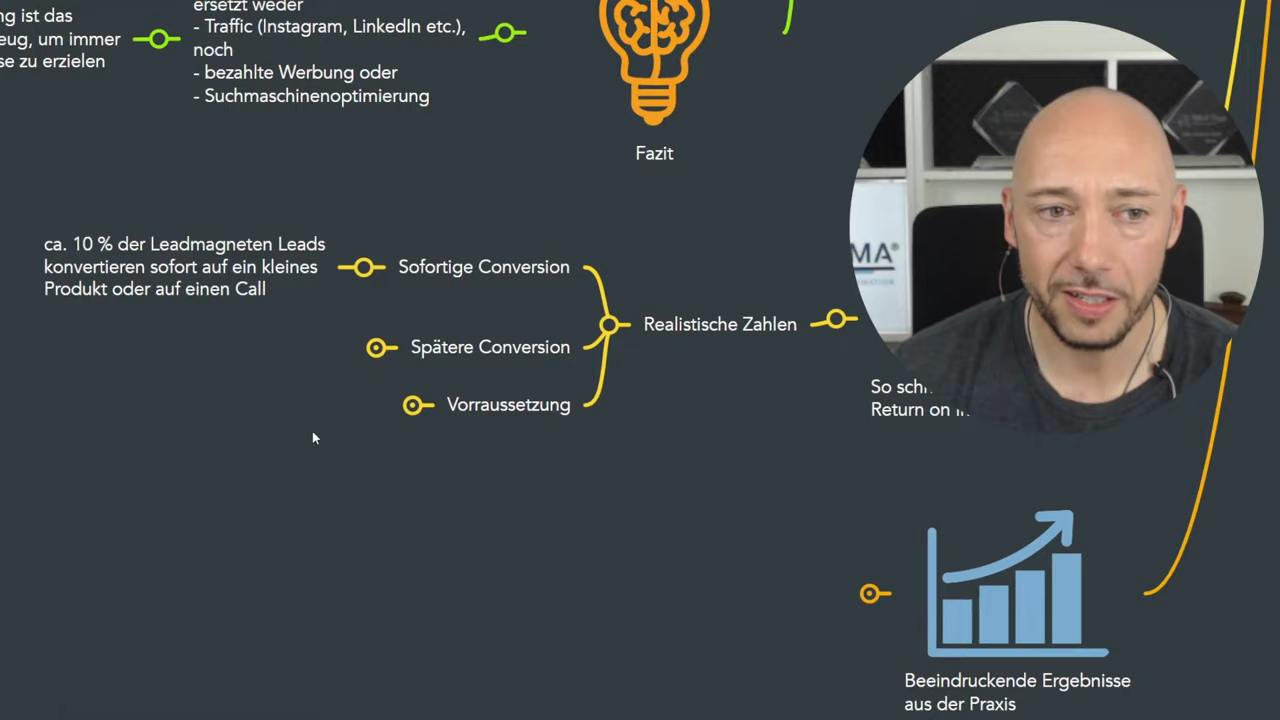 ng ist das
eug, um immer
se zu erzielen
ersetzt weder
- Traffic (Instagram, LinkedIn etc.),
noch
- bezahlte Werbung oder
- Suchmaschinenoptimierung
Fazit
ca. 10 % der Leadmagneten Leads
konvertieren sofort auf ein kleines
Produkt oder auf einen Call
Sofortige Conversion
Spätere Conversion
Vorraussetzung
Realistische Zahlen
MA®
So sch
Return on
Beeindruckende Ergebnisse
aus der Praxis